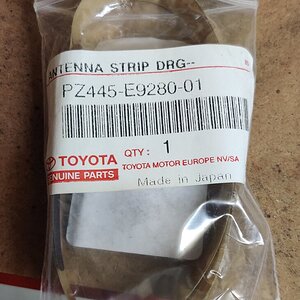 ANTENNA STRIP DRG--
PZ445-E9280-01
QTY: 1
TOYOTA
TOYOTA MOTOR EUROPE NV/SA
GENUINE PARTS
Made in Japan